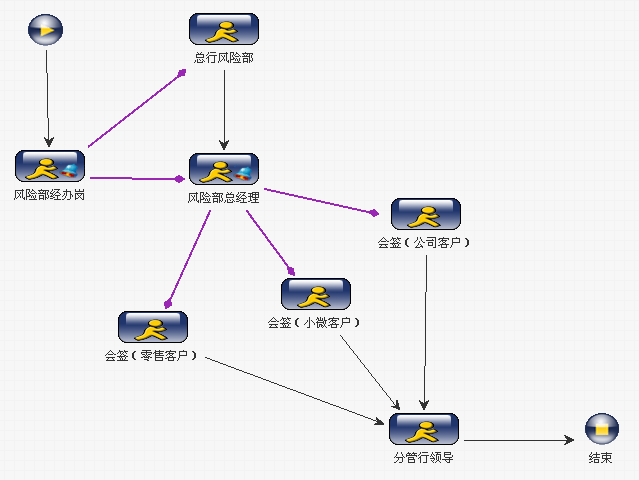 总行风险部
风险部经办岗
风险部总经理
会签（公司客户）
会签（小微客户）
会签（零售客户）
分管行领导
结束